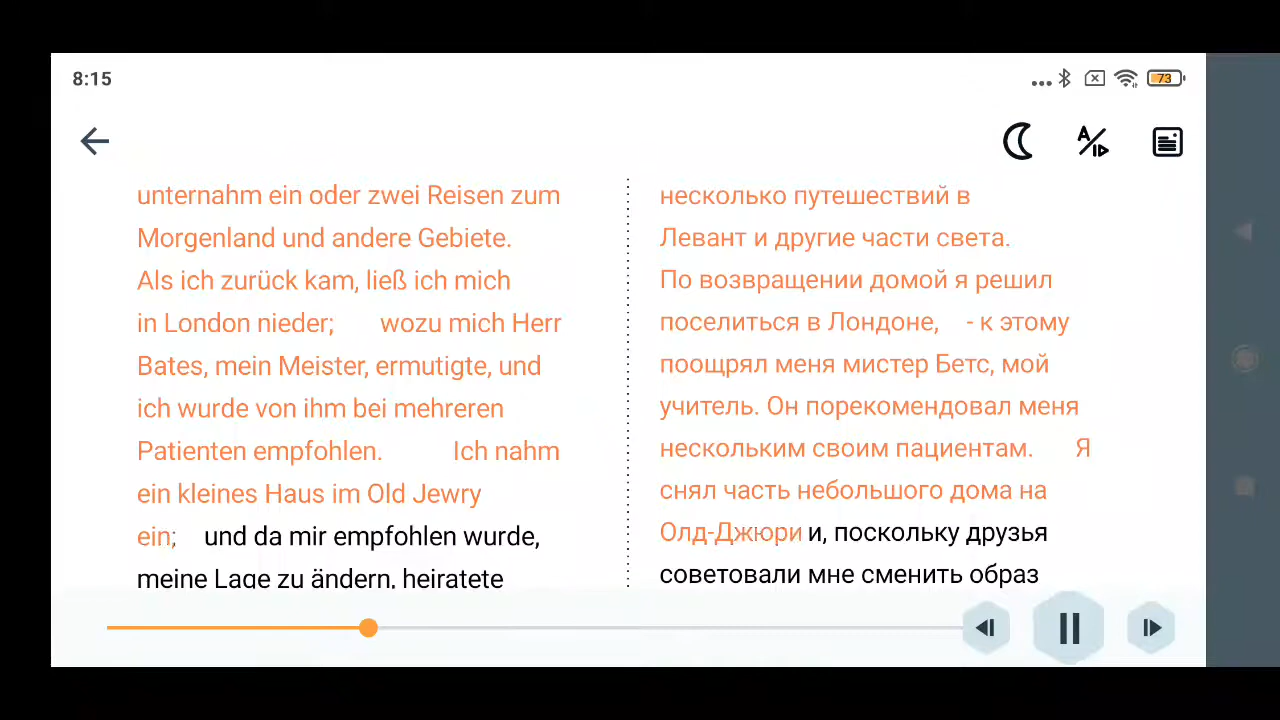 8:15
73
unternahm ein oder zwei Reisen zum
Morgenland und andere Gebiete.
Als ich zurück kam, ließ ich mich
in London nieder; wozu mich Herr
Bates, mein Meister, ermutigte, und
ich wurde von ihm bei mehreren
Patienten empfohlen. Ich nahm
ein kleines Haus im Old Jewry
ein; und da mir empfohlen wurde,
meine Lage zu ändern, heiratete
несколько путешествий в
Левант и другие части света.
По возвращении домой я решил
поселиться в Лондоне, - к этому
поощрял меня мистер Бетс, мой
учитель. Он порекомендовал меня
нескольким своим пациентам. Я
снял часть небольшого дома на
Олд-Джюри и, поскольку друзья
советовали мне сменить образ